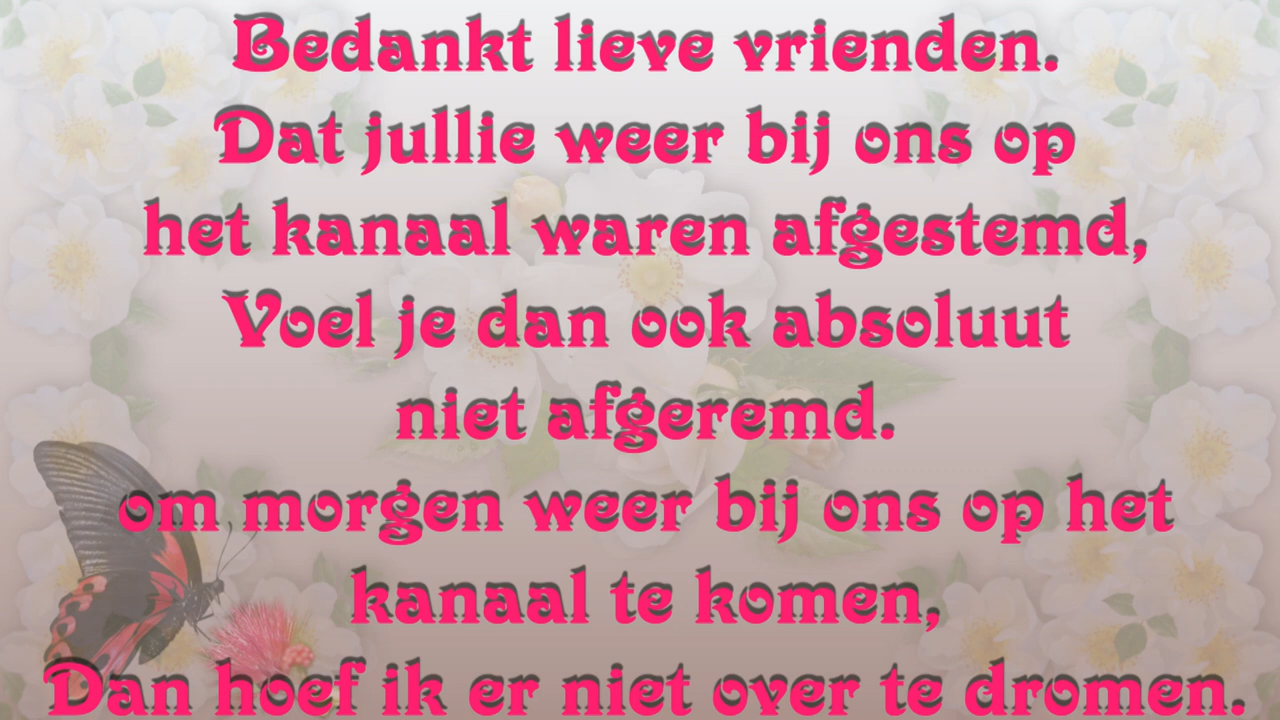 Bedankt lieve vrienden.
Dat jullie weer bij ons op
het kanaal waren afgestemd,
Voel je dan ook absoluut
niet afgeremd.
om morgen weer bij ons op het
kanaal te komen,
Dan hoef ik er niet over te dromen.